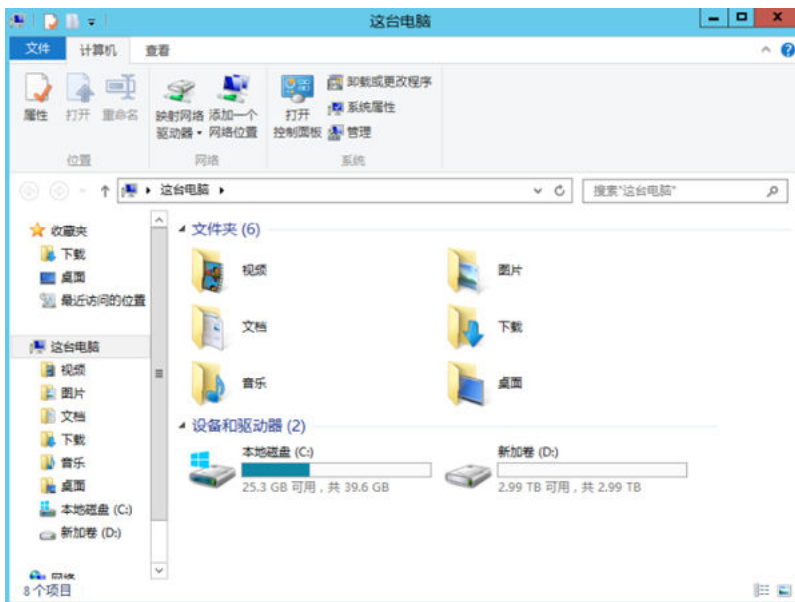 这台电脑
文件 计算机 查看
属性 打开 重命名 映射网络驱动器 添加一个网络位置 打开控制面板 卸载或更改程序
系统属性
管理
位置 网络 系统
这台电脑 搜索"这台电脑"
收藏夹
下载
桌面
最近访问的位置
这台电脑
视频
图片
文档
下载
音乐
桌面
本地磁盘 (C:)
新加卷 (D:)
网络
文件夹 (6)
视频 图片
文档 下载
音乐 桌面
设备和驱动器 (2)
本地磁盘 (C:) 新加卷 (D:)
25.3 GB 可用，共 39.6 GB 2.99 TB 可用，共 2.99 TB
8 个项目